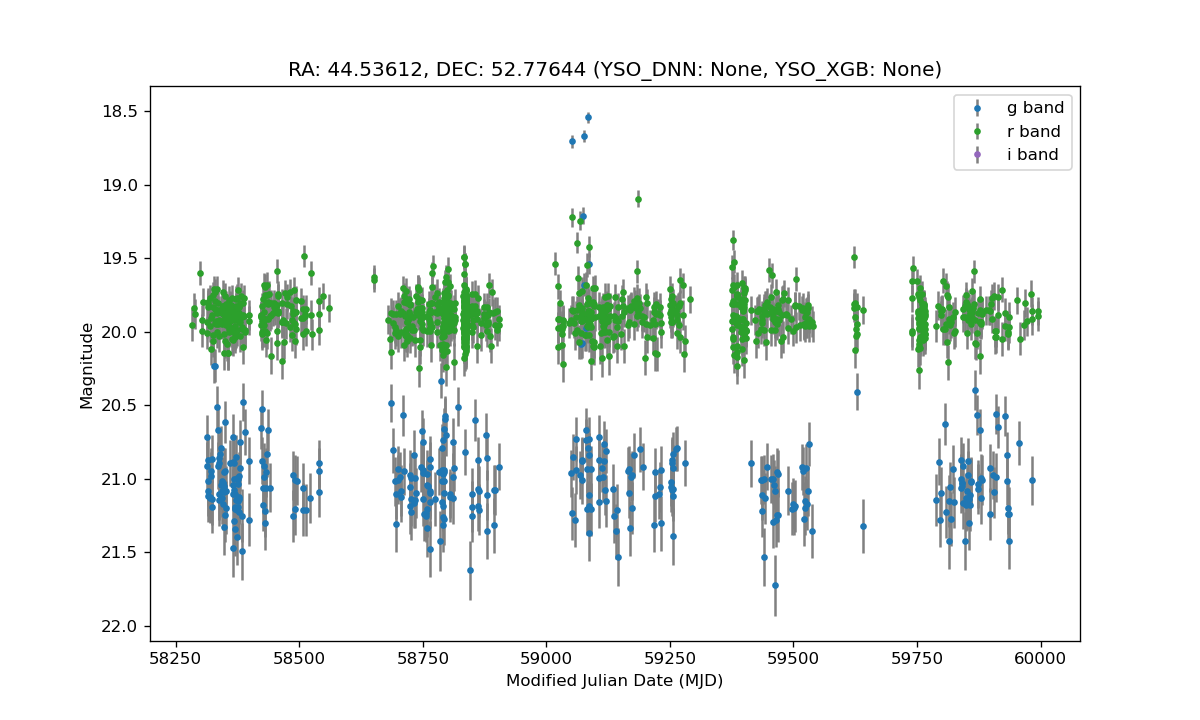 RA: 44.53612, DEC: 52.77644 (YSO_DNN: None, YSO_XGB: None)
g band
r band
i band
Magnitude
18.5
19.0
19.5
20.0
20.5
21.0
21.5
22.0
58250 58500 58750 59000 59250 59500 59750 60000
Modified Julian Date (MJD)